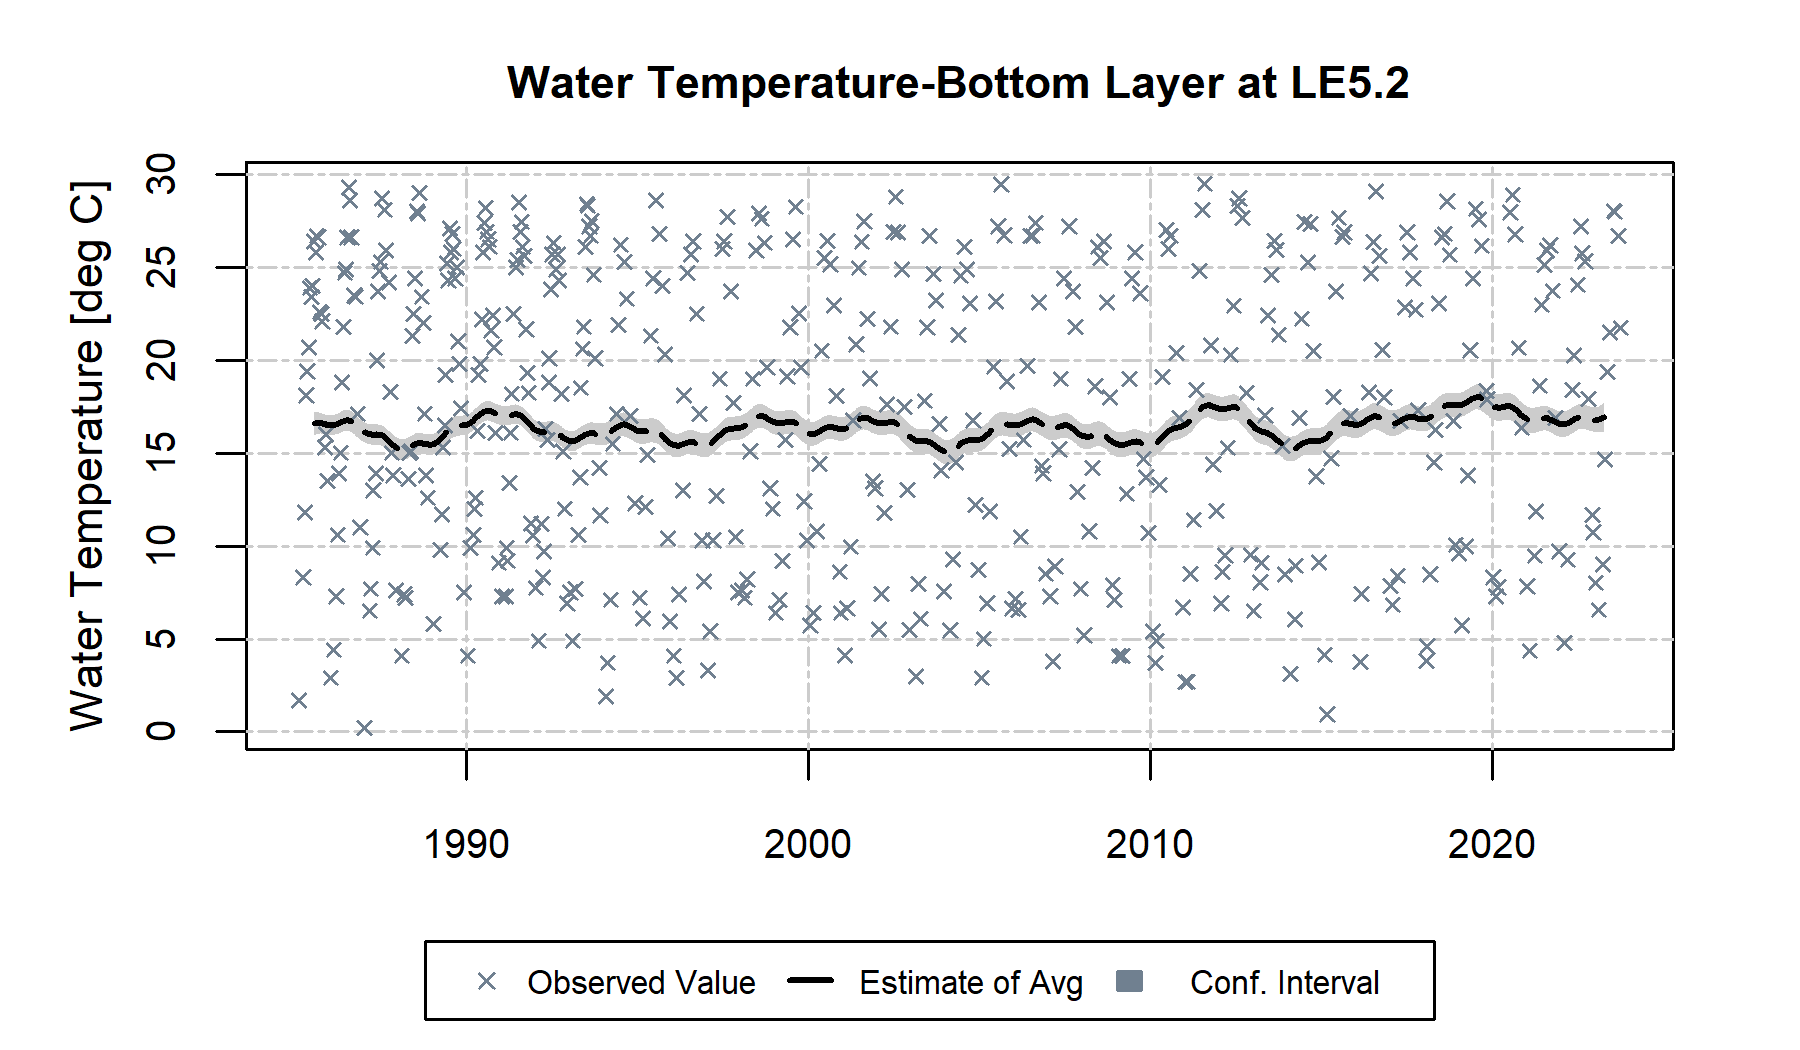 Water Temperature-Bottom Layer at LE5.2
Water Temperature [deg C]
30
25
20
15
10
5
0
1990 2000 2010 2020
Observed Value Estimate of Avg Conf. Interval